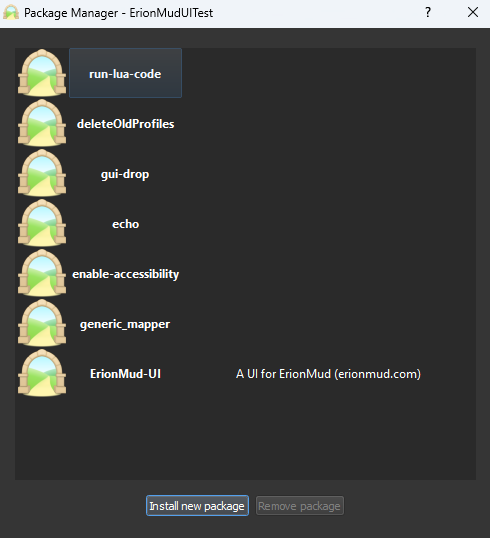 Package Manager - ErionMudUITest
run-lua-code
deleteOldProfiles
gui-drop
echo
enable-accessibility
generic_mapper
ErionMud-UI A UI for ErionMud (erionmud.com)
Install new package Remove package